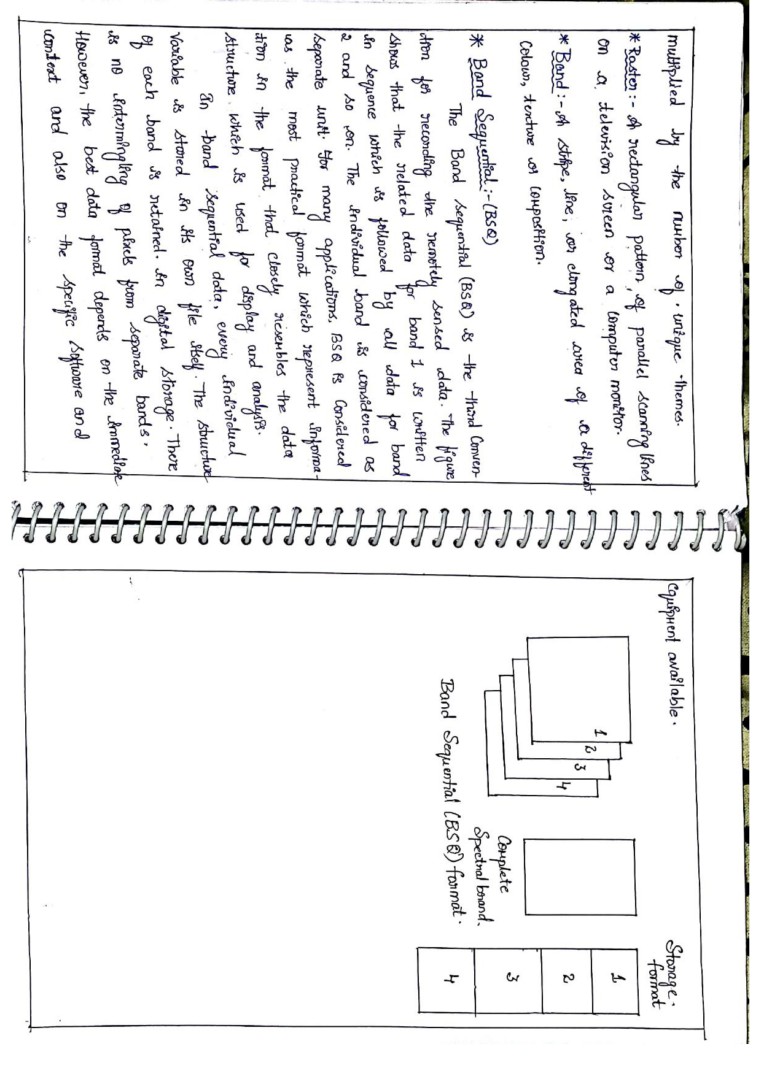 multiplied by the number of unique themes.
* Raster:- A rectangular pattern of parallel scanning lines
on a television screen or a computer monitor.
* Band:- A stripe, line, or elongated area of a different
colour, texture or composition.
* Band Sequential:- (BSQ)
The Band sequential (BSQ) is the third conven-
tion for recording the remotely sensed data. The figure
shows that the related data for band 1 is written
in sequence which is followed by all data for band
2 and so on. The individual band is considered as
seperate unit. For many applications, BSQ is considered
as the most practical format which represent informa-
tion in the format that closely resembles the data
structure which is used for display and analysis.
In band sequential data, every individual
Variable is stored in its own file itself. The structure
of each band is retained in digital storage. There
is no intermingling of pixels from separate bands.
However, the best data format depends on the immediate
context and also on the specific software and
equipment available.
1
2
3
4
Complete
Spectral band.
Storage.
format
1
2
3
4
Band Sequential (BSQ) format.